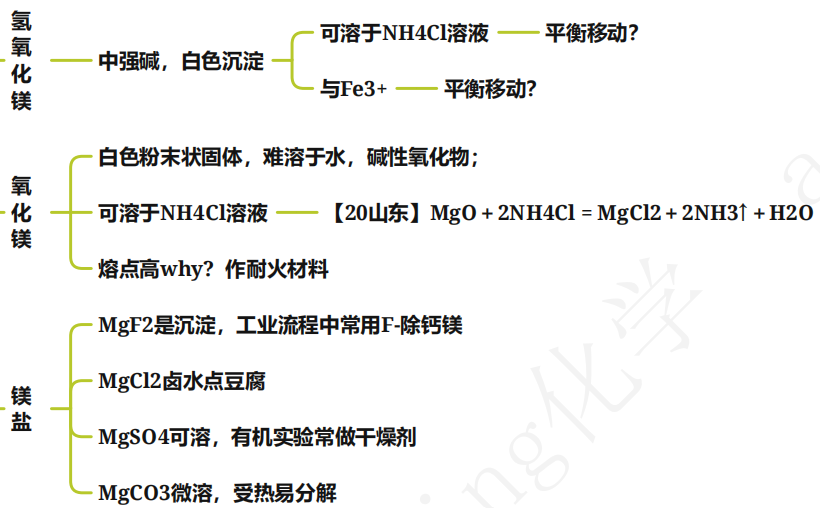 氢氧化镁
中强碱，白色沉淀
可溶于NH4Cl溶液
平衡移动?
与Fe3+
平衡移动?
氧化镁
白色粉末状固体，难溶于水，碱性氧化物；
可溶于NH4Cl溶液
【20山东】MgO + 2NH4Cl = MgCl2 + 2NH3↑ + H2O
熔点高why？作耐火材料
镁盐
MgF2是沉淀，工业流程中常用F-除钙镁
MgCl2卤水点豆腐
MgSO4可溶，有机实验常做干燥剂
MgCO3微溶，受热易分解
ing化学
a